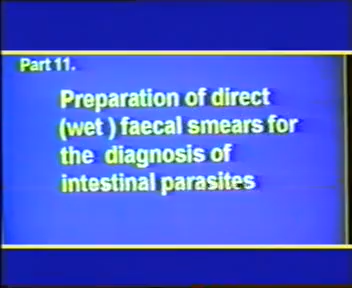 Part 11.
Preparation of direct
(wet ) faecal smears for
the diagnosis of
intestinal parasites